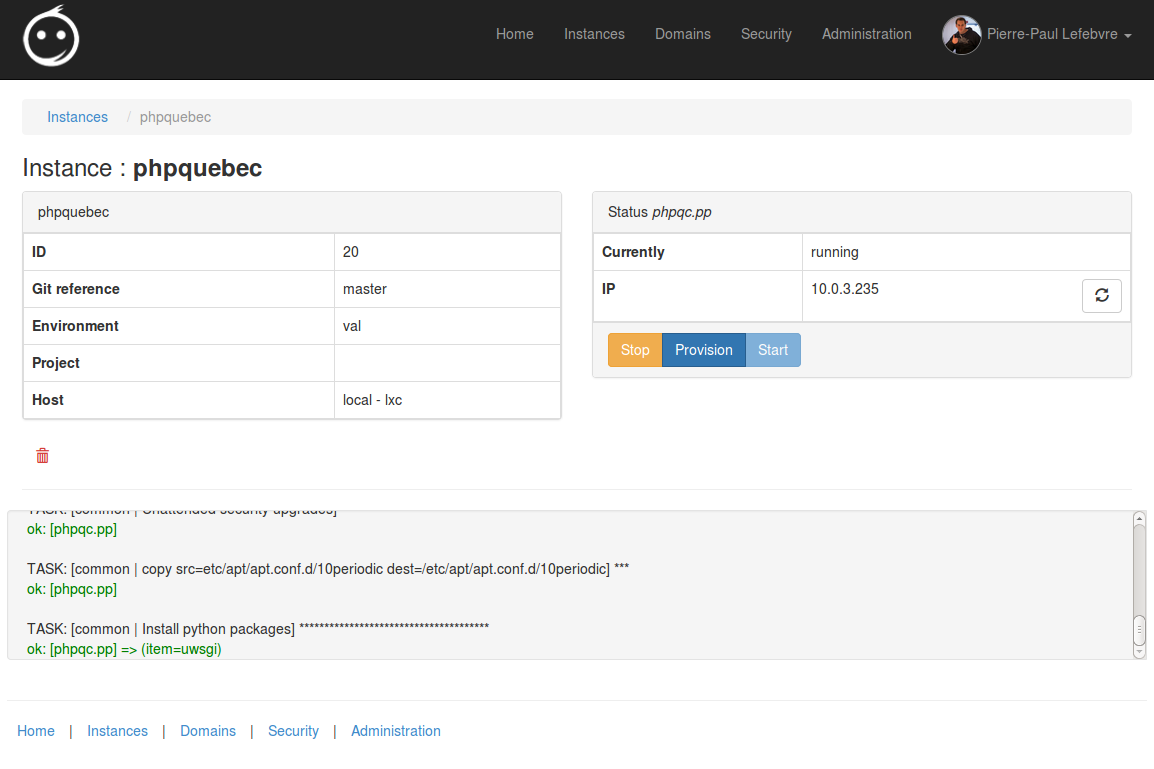 Home Instances Domains Security Administration Pierre-Paul Lefebvre
Instances / phpquebec
Instance : phpquebec
phpquebec
ID 20
Git reference master
Environment val
Project
Host local - lxc
Status phpqc.pp
Currently running
IP 10.0.3.235
Stop Provision Start
TASK: [common | Unattended security upgrades]
ok: [phpqc.pp]
TASK: [common | copy src=etc/apt/apt.conf.d/10periodic dest=/etc/apt/apt.conf.d/10periodic] ***
ok: [phpqc.pp]
TASK: [common | Install python packages] **************************************
ok: [phpqc.pp] => (item=uwsgi)
Home | Instances | Domains | Security | Administration